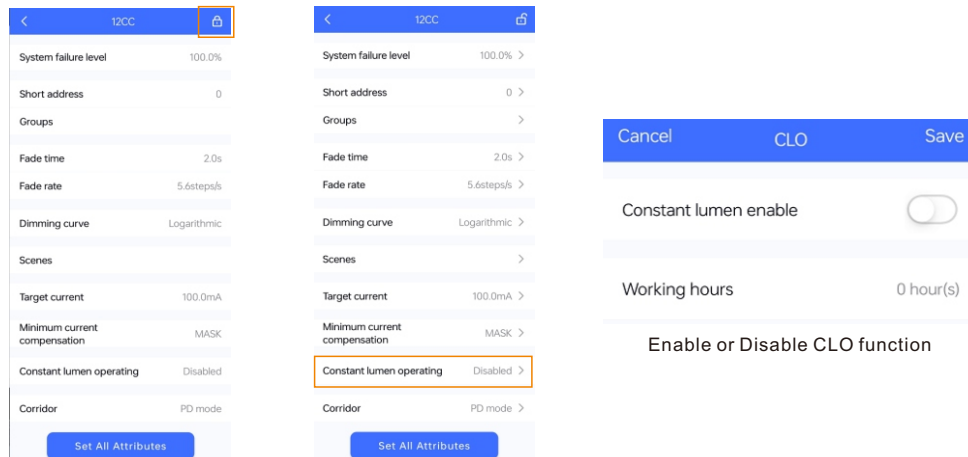 12CC
System failure level 100.0%
Short address 0
Groups
Fade time 2.0s
Fade rate 5.6steps/s
Dimming curve Logarithmic
Scenes
Target current 100.0mA
Minimum current
compensation MASK
Constant lumen operating Disabled
Corridor PD mode
Set All Attributes
12CC
System failure level 100.0%
Short address 0
Groups
Fade time 2.0s
Fade rate 5.6steps/s
Dimming curve Logarithmic
Scenes
Target current 100.0mA
Minimum current
compensation MASK
Constant lumen operating Disabled
Corridor PD mode
Set All Attributes
Cancel CLO Save
Constant lumen enable
Working hours 0 hour(s)
Enable or Disable CLO function